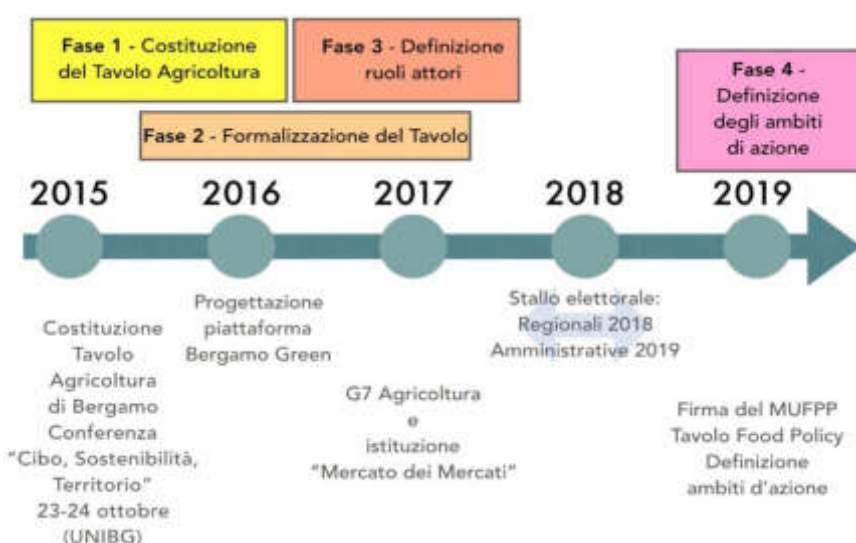 Fase 1 - Costituzione
del Tavolo Agricoltura
Fase 3 - Definizione
ruoli attori
Fase 4 -
Definizione
degli ambiti
di azione
Fase 2 - Formalizzazione del Tavolo
2015
2016
2017
2018
2019
Costituzione
Tavolo
Agricoltura
di Bergamo
Conferenza
“Cibo, Sostenibilità,
Territorio”
23-24 ottobre
(UNIBG)
Progettazione
piattaforma
Bergamo Green
G7 Agricoltura
e
istituzione
“Mercato dei Mercati”
Stallo elettorale:
Regionali 2018
Amministrative 2019
Firma del MUFPP
Tavolo Food Policy
Definizione
ambiti d'azione